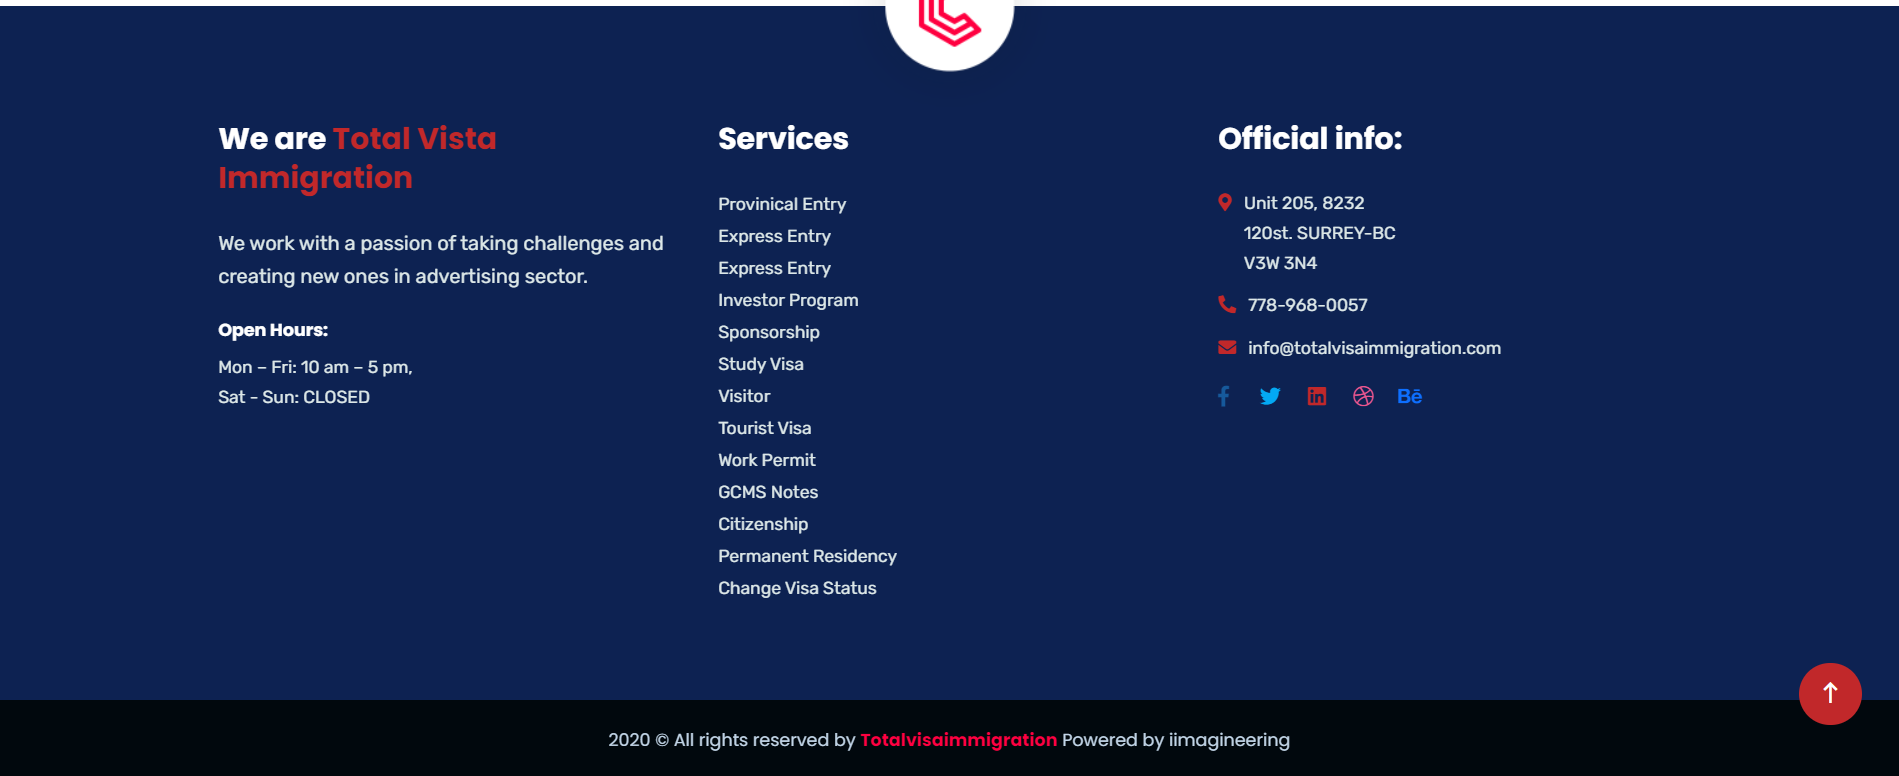 We are Total Vista
Immigration
We work with a passion of taking challenges and
creating new ones in advertising sector.
Open Hours:
Mon – Fri: 10 am – 5 pm,
Sat - Sun: CLOSED
Services
Provinical Entry
Express Entry
Express Entry
Investor Program
Sponsorship
Study Visa
Visitor
Tourist Visa
Work Permit
GCMS Notes
Citizenship
Permanent Residency
Change Visa Status
Official info:
Unit 205, 8232
120st. SURREY-BC
V3W 3N4
778-968-0057
info@totalvisaimmigration.com
2020 © All rights reserved by Totalvisaimmigration Powered by iimagineering